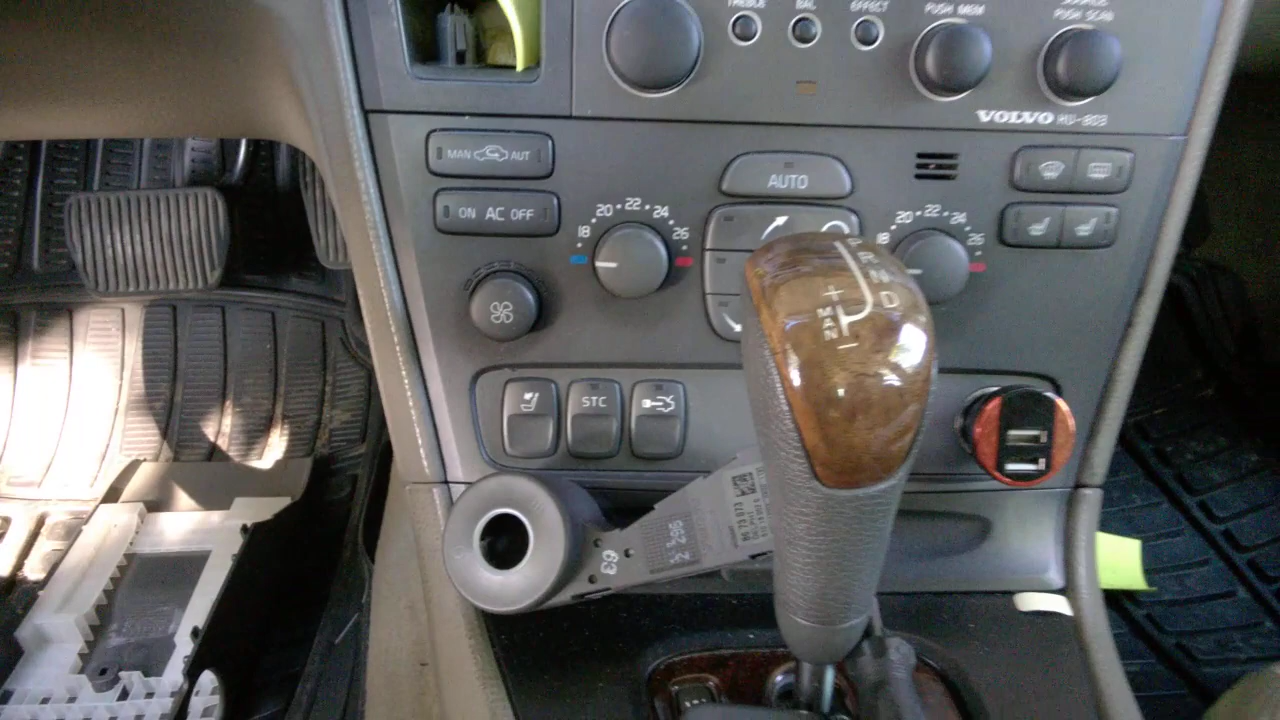 TREBLE BAL EFFECT PUSH MEM
PUSH SCAN
VOLVO HU-803
MAN AUT
AUTO
ON AC OFF
18 20 22 24 26
18 20 22 24 26
R N D
+
MAN
-
STC
63